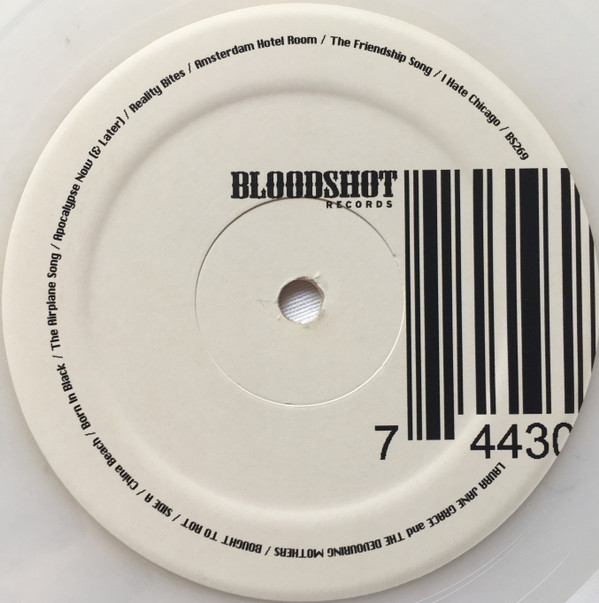 BLOODSHOT
RECORDS
7 4430
LAURA JANE GRACE and THE DEVOURING MOTHERS / BOUGHT TO ROT / SIDE A / China Beach / Born In Black / The Airplane Song / Apocalypse Now (& Later) / Reality Bites / Amsterdam Hotel Room / The Friendship Song / I Hate Chicago / BS269